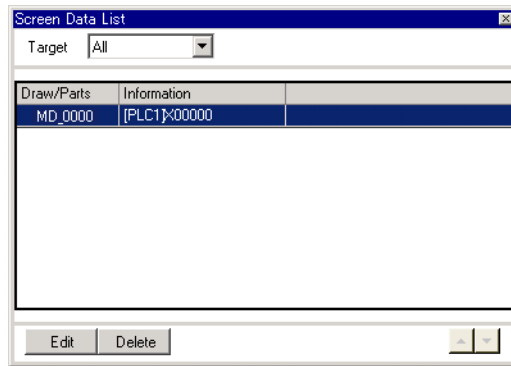 Screen Data List
Target All
Draw/Parts Information
MD_0000 [PLC1]X00000
Edit Delete